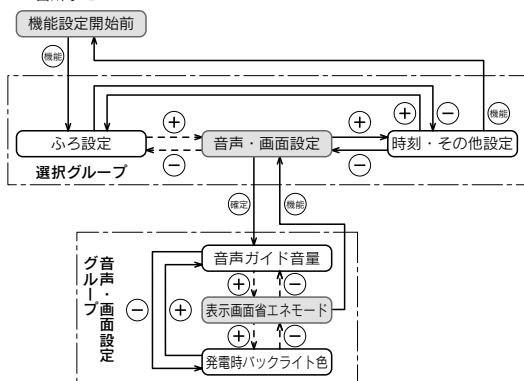 機能設定開始前
機能
機能
＋
－
＋
＋
－
－
ふろ設定
音声・画面設定
時刻・その他設定
選択グループ
確定
機能
音声・画面設定
グループ
音声ガイド音量
＋
－
－
＋
表示画面省エネモード
＋
－
発電時バックライト色